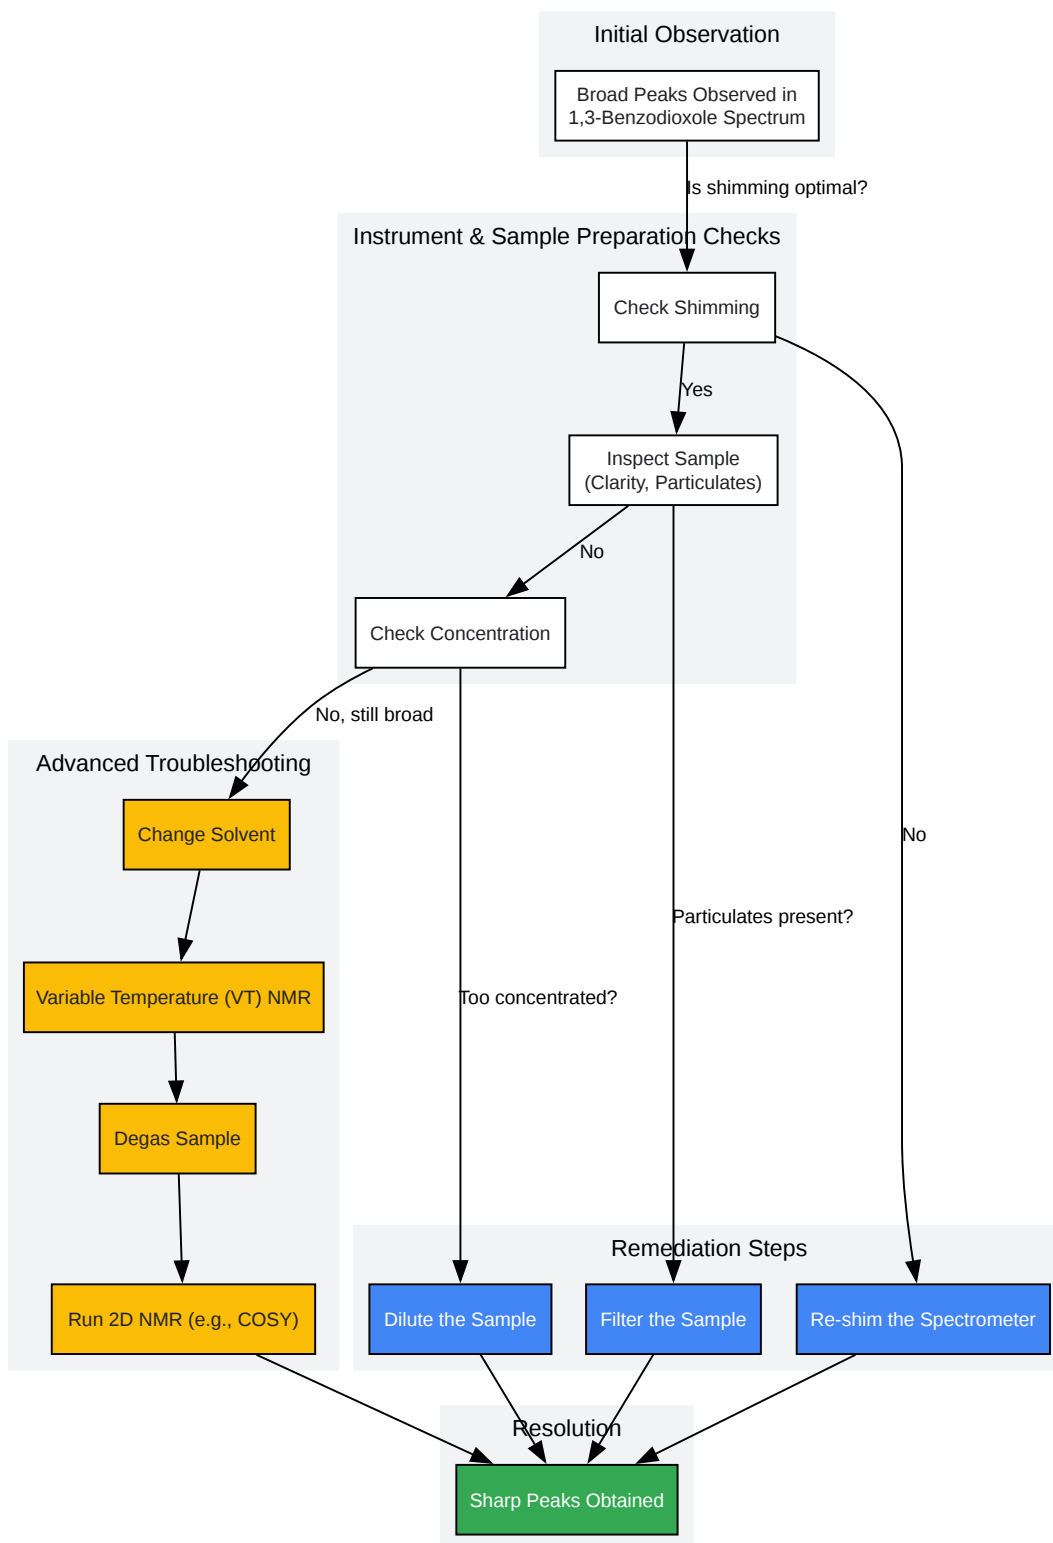 Initial Observation
Broad Peaks Observed in
1,3-Benzodioxole Spectrum
Is shimming optimal?
Instrument & Sample Preparation Checks
Check Shimming
Yes
Inspect Sample
(Clarity, Particulates)
No
Check Concentration
No, still broad
Advanced Troubleshooting
Change Solvent
No
Particulates present?
Variable Temperature (VT) NMR
Too concentrated?
Degas Sample
Remediation Steps
Run 2D NMR (e.g., COSY)
Dilute the Sample
Filter the Sample
Re-shim the Spectrometer
Resolution
Sharp Peaks Obtained